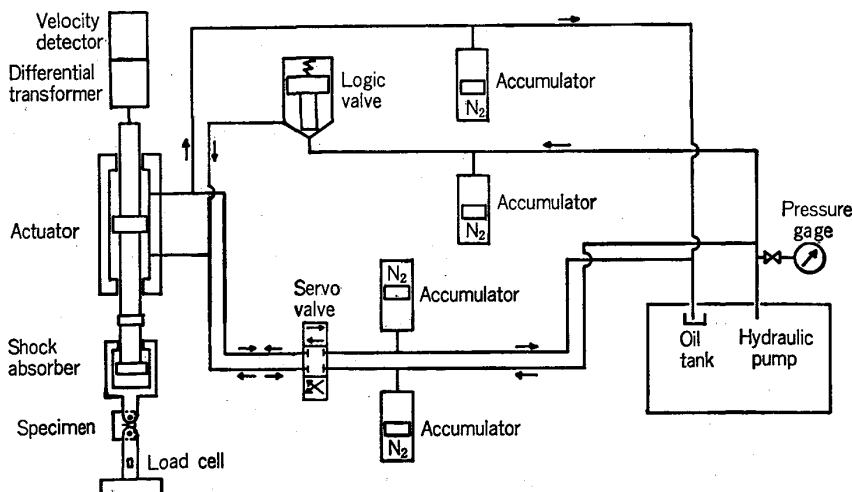 Velocity
detector
Differential
transformer
Logic
valve
Accumulator
N2
Accumulator
N2
Actuator
Pressure
gage
N2
Accumulator
Servo
valve
Shock
absorber
Oil
tank
Hydraulic
pump
Specimen
Accumulator
N2
Load cell